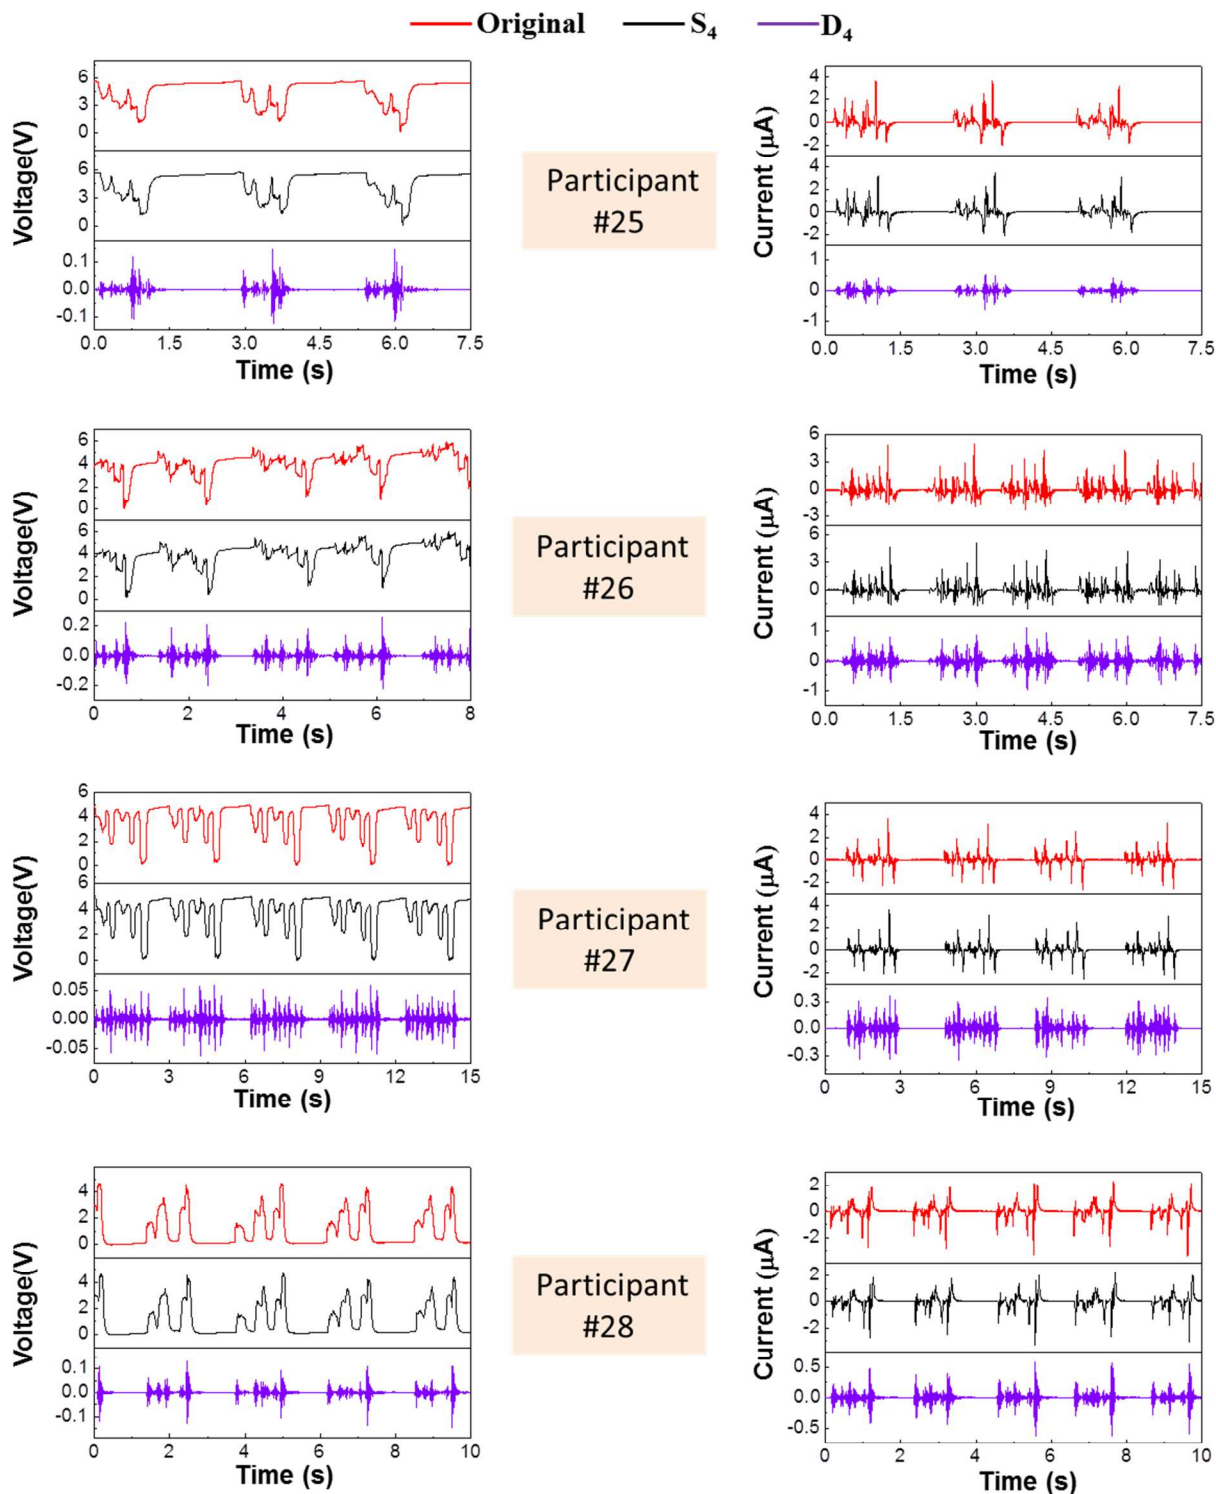 Original S₄ D₄
Voltage(V)
6
3
0
6
3
0
0.1
0.0
-0.1
0.0 1.5 3.0 4.5 6.0 7.5
Time (s)
Participant
#25
Current (μA)
4
2
0
-2
4
2
0
-2
1
0
-1
0.0 1.5 3.0 4.5 6.0 7.5
Time (s)
Voltage(V)
6
4
2
0
6
4
2
0
0.2
0.0
-0.2
0 2 4 6 8
Time (s)
Participant
#26
Current (μA)
6
3
0
-3
6
3
0
1
0
-1
0.0 1.5 3.0 4.5 6.0 7.5
Time (s)
Voltage(V)
6
4
2
0
6
4
2
0
0.05
0.00
-0.05
0 3 6 9 12 15
Time (s)
Participant
#27
Current (μA)
4
2
0
-2
4
2
0
-2
0.3
0.0
-0.3
0 3 6 9 12 15
Time (s)
Voltage(V)
4
2
0
4
2
0
0.1
0.0
-0.1
0 2 4 6 8 10
Time (s)
Participant
#28
Current (μA)
2
0
-2
2
0
-2
0.5
0.0
-0.5
0 2 4 6 8 10
Time (s)